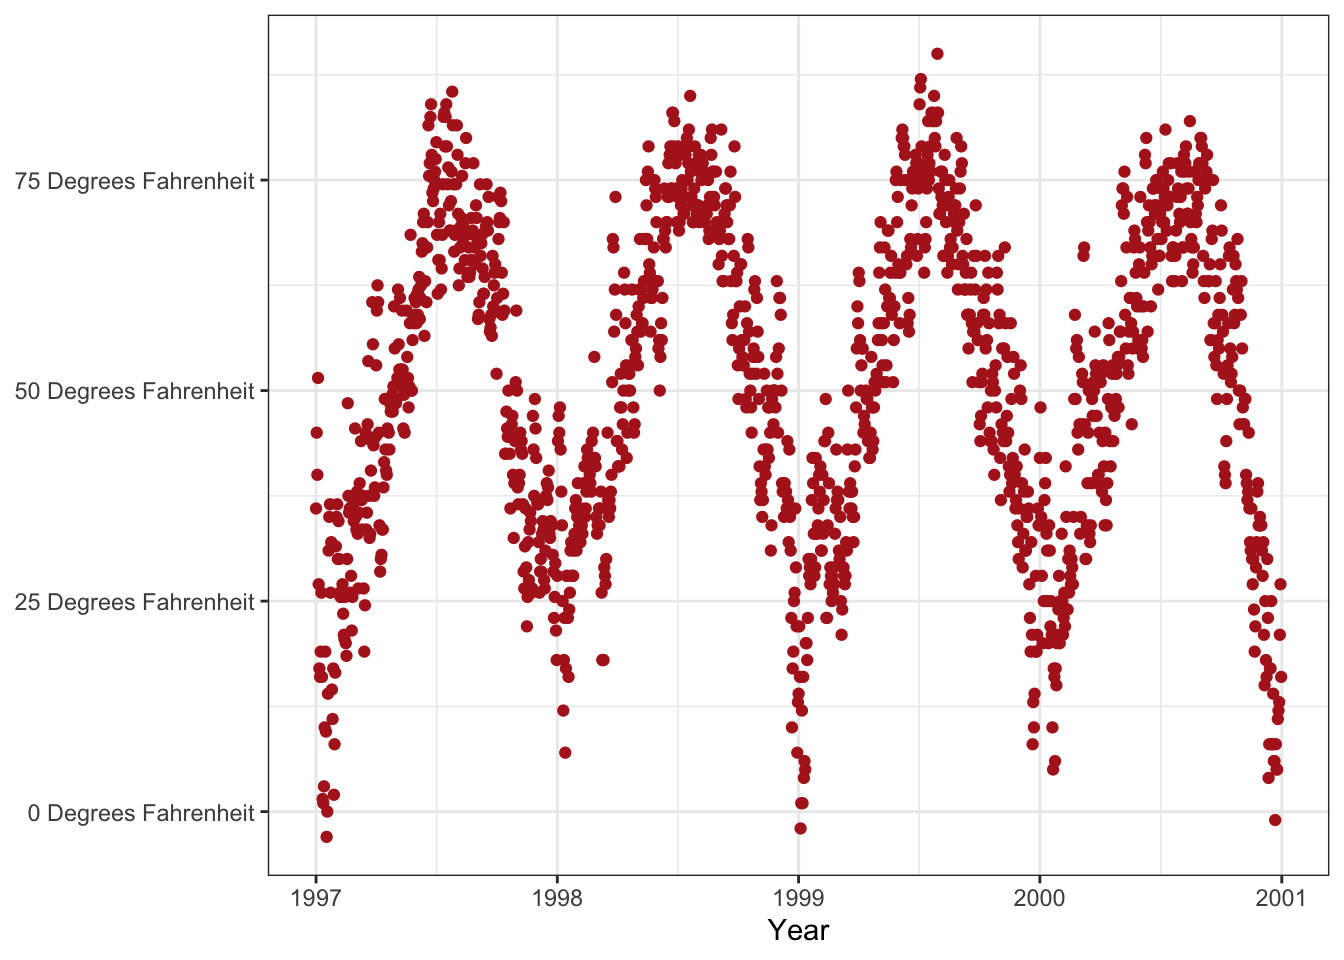 75 Degrees Fahrenheit
50 Degrees Fahrenheit
25 Degrees Fahrenheit
0 Degrees Fahrenheit
1997 1998 1999 2000 2001
Year